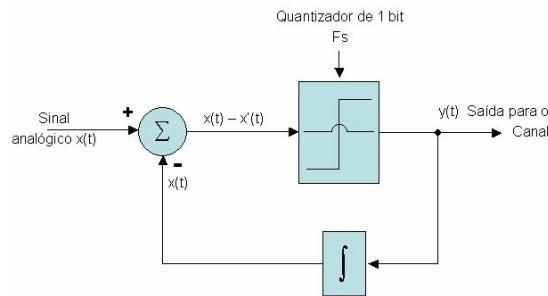 Quantizador de 1 bit
Fs
Sinal
analógico x(t)
+
Σ
-
x(t) – x'(t)
y(t) Saída para o
Canal
x(t)
∫